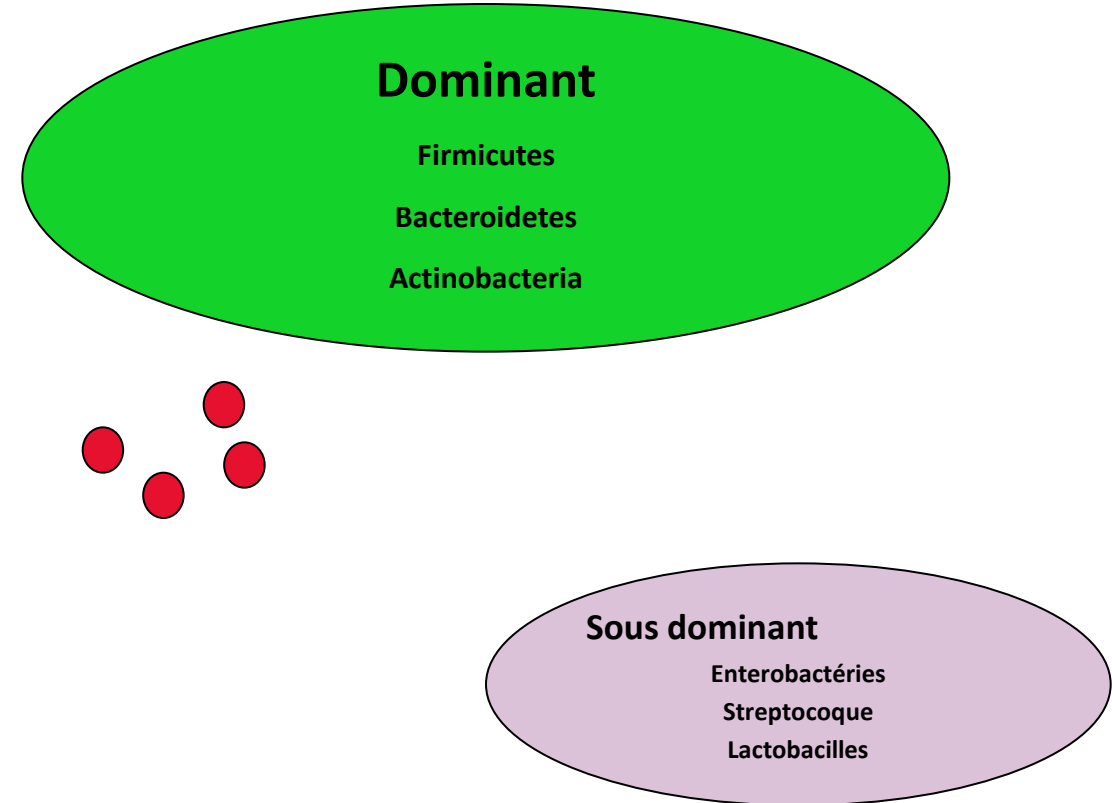 Dominant
Firmicutes
Bacteroidetes
Actinobacteria
Sous dominant
Enterobactéries
Streptocoque
Lactobacilles